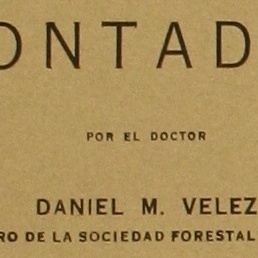 ONTAD
POR EL DOCTOR
DANIEL M. VELEZ
RO DE LA SOCIEDAD FORESTAL